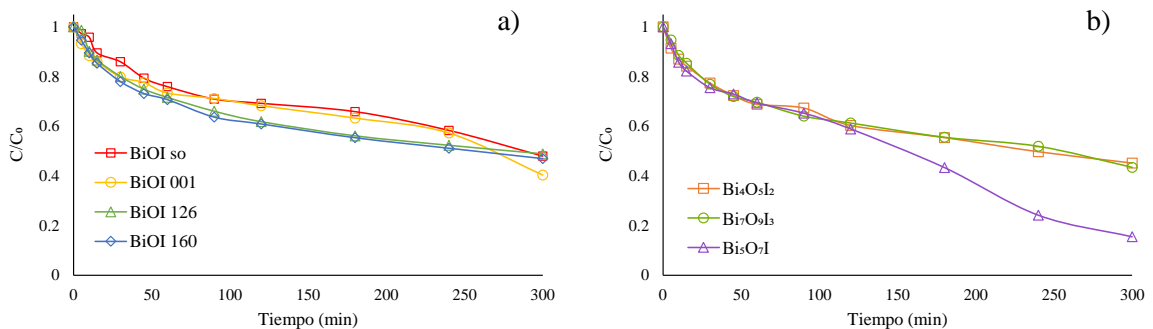 a)
1
0.8
0.6
0.4
0.2
0
C/C₀
BiOI so
BiOI 001
BiOI 126
BiOI 160
0 50 100 150 200 250 300
Tiempo (min)
b)
1
0.8
0.6
0.4
0.2
0
C/C₀
Bi₄O₅I₂
Bi₇O₉I₃
Bi₅O₇I
0 50 100 150 200 250 300
Tiempo (min)